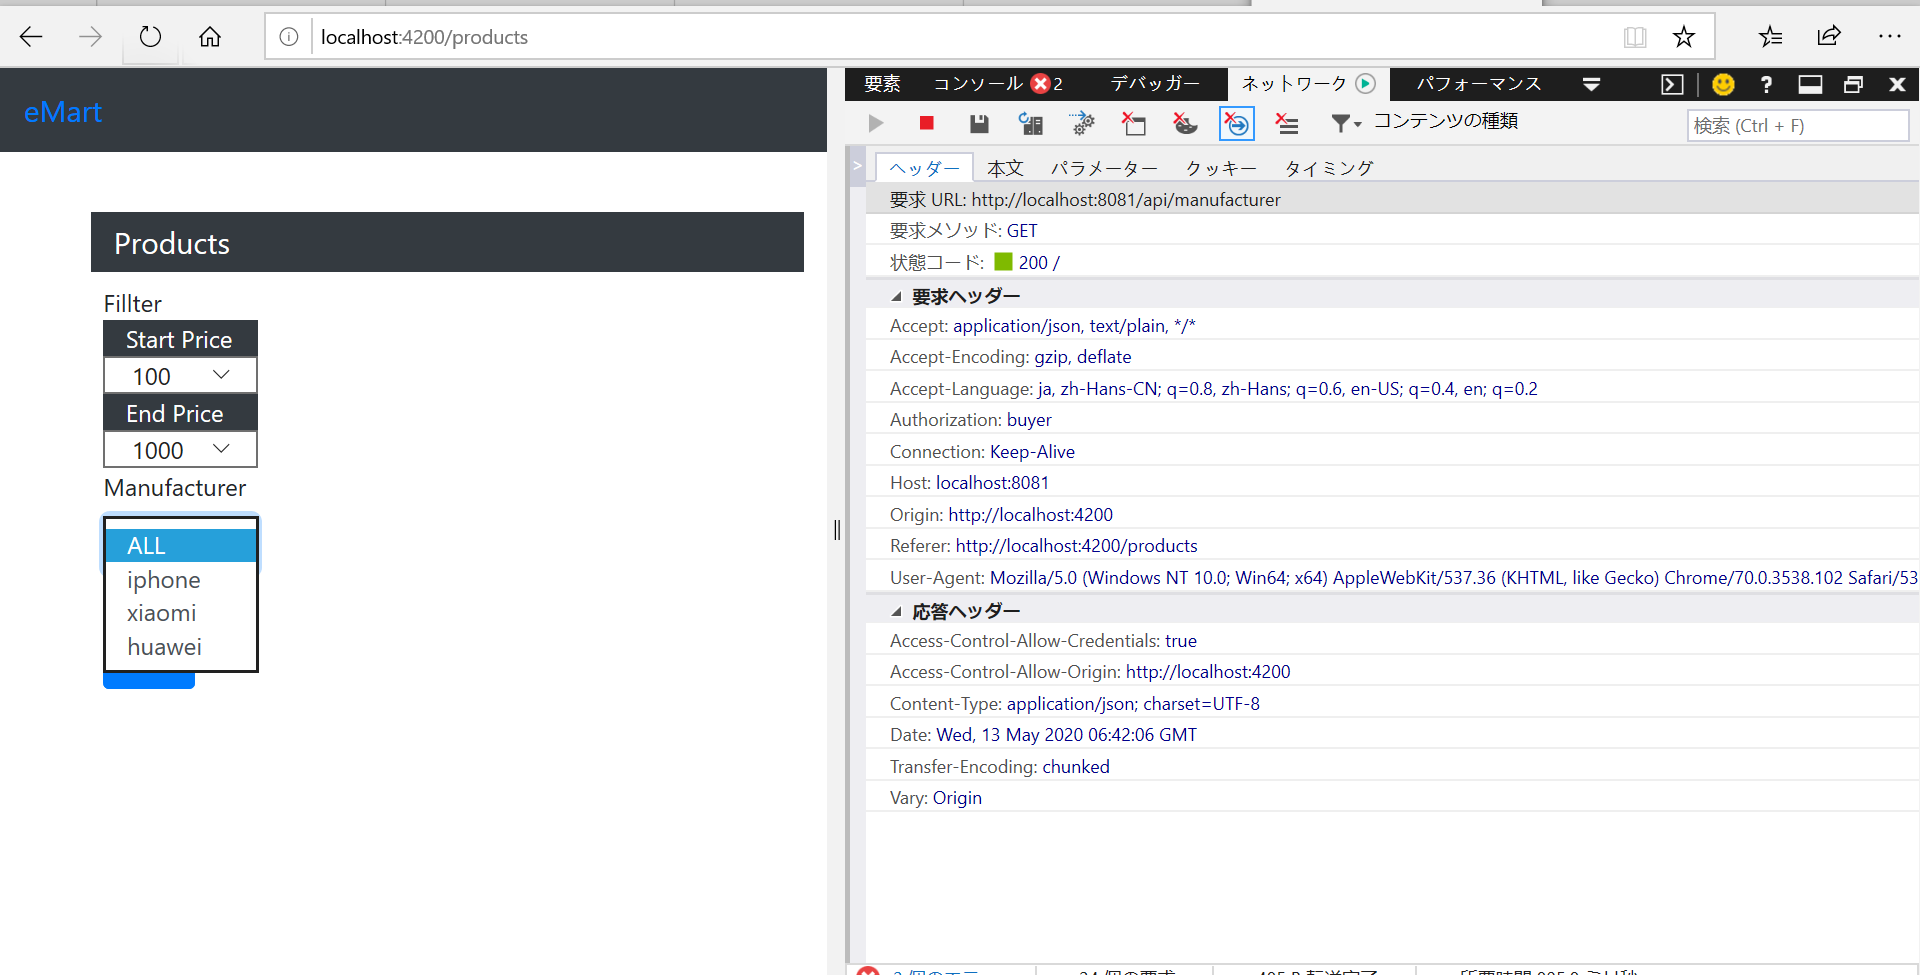 localhost:4200/products
eMart
Products
Fillter
Start Price
100
End Price
1000
Manufacturer
ALL
iphone
xiaomi
huawei
要素 コンソール 2 デバッガー ネットワーク パフォーマンス ?
コンテンツの種類 検索 (Ctrl + F)
> ヘッダー 本文 パラメーター クッキー タイミング
要求 URL: http://localhost:8081/api/manufacturer
要求メソッド: GET
状態コード: 200 /
要求ヘッダー
Accept: application/json, text/plain, */*
Accept-Encoding: gzip, deflate
Accept-Language: ja, zh-Hans-CN; q=0.8, zh-Hans; q=0.6, en-US; q=0.4, en; q=0.2
Authorization: buyer
Connection: Keep-Alive
Host: localhost:8081
Origin: http://localhost:4200
Referer: http://localhost:4200/products
User-Agent: Mozilla/5.0 (Windows NT 10.0; Win64; x64) AppleWebKit/537.36 (KHTML, like Gecko) Chrome/70.0.3538.102 Safari/53
応答ヘッダー
Access-Control-Allow-Credentials: true
Access-Control-Allow-Origin: http://localhost:4200
Content-Type: application/json; charset=UTF-8
Date: Wed, 13 May 2020 06:42:06 GMT
Transfer-Encoding: chunked
Vary: Origin